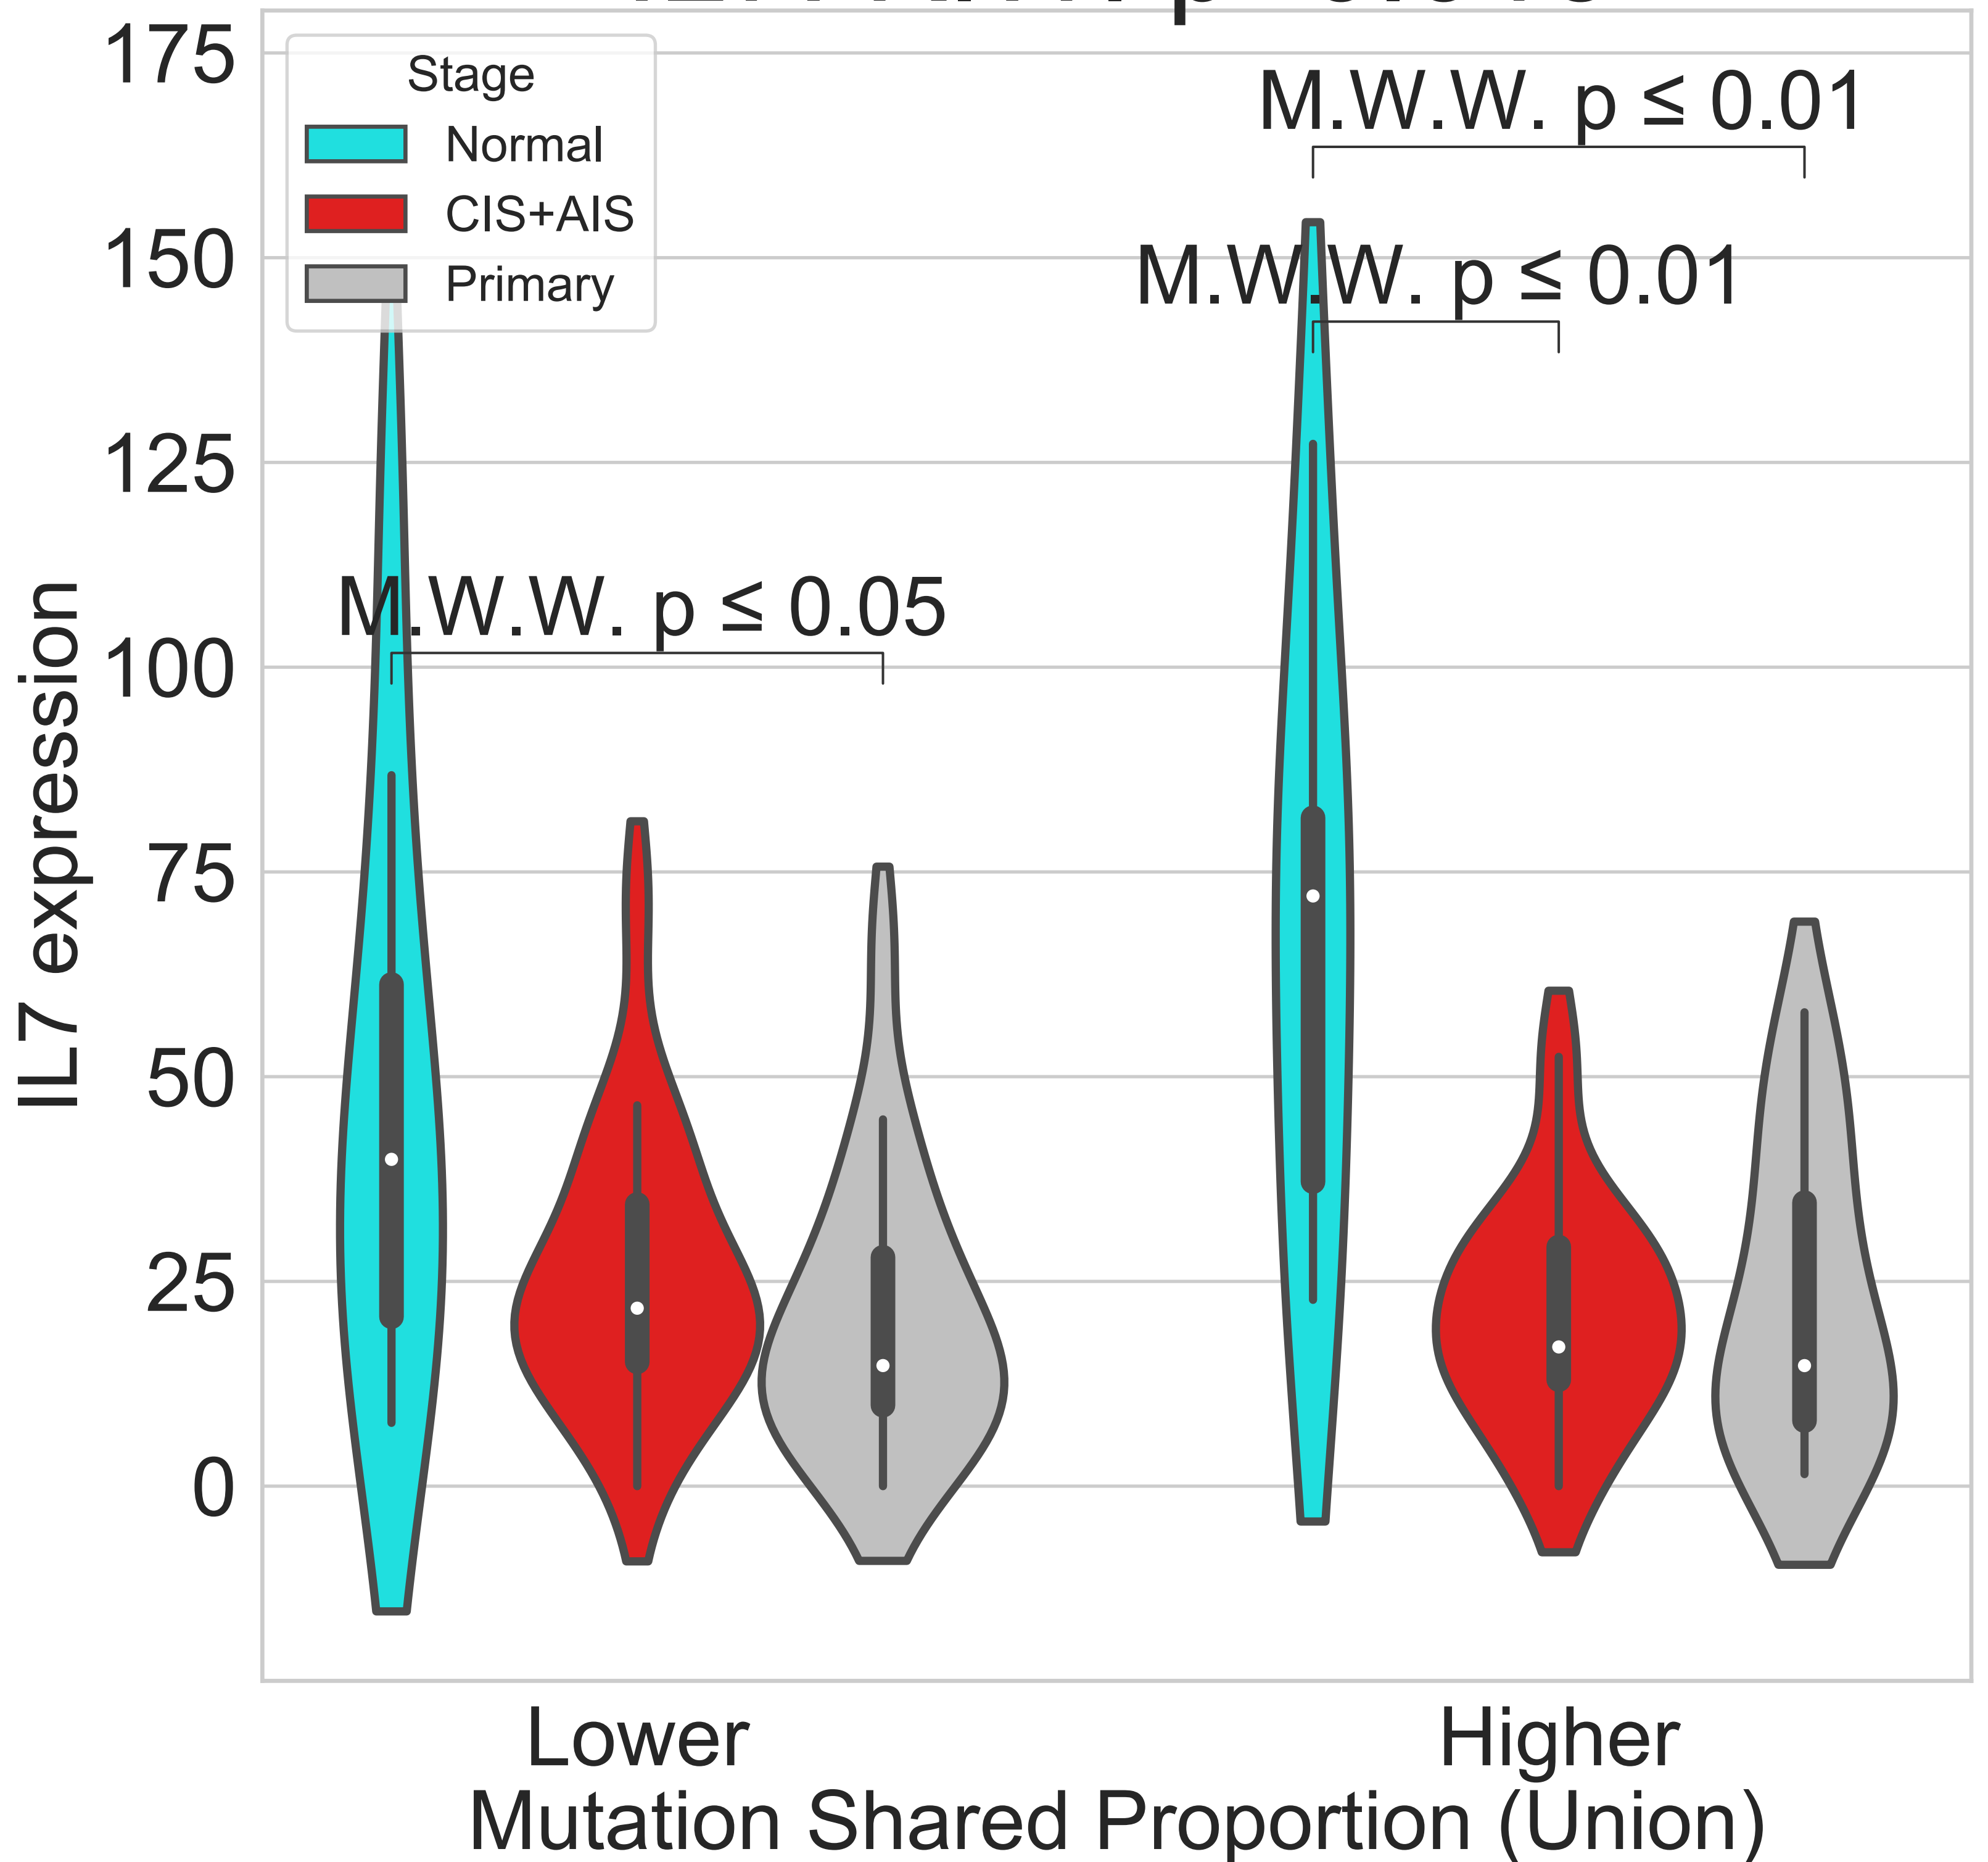 175
150
125
100
75
50
25
0
IL7 expression
Stage
Normal
CIS+AIS
Primary
M.W.W. p ≤ 0.01
M.W.W. p ≤ 0.01
M.W.W. p ≤ 0.05
Lower
Higher
Mutation Shared Proportion (Union)